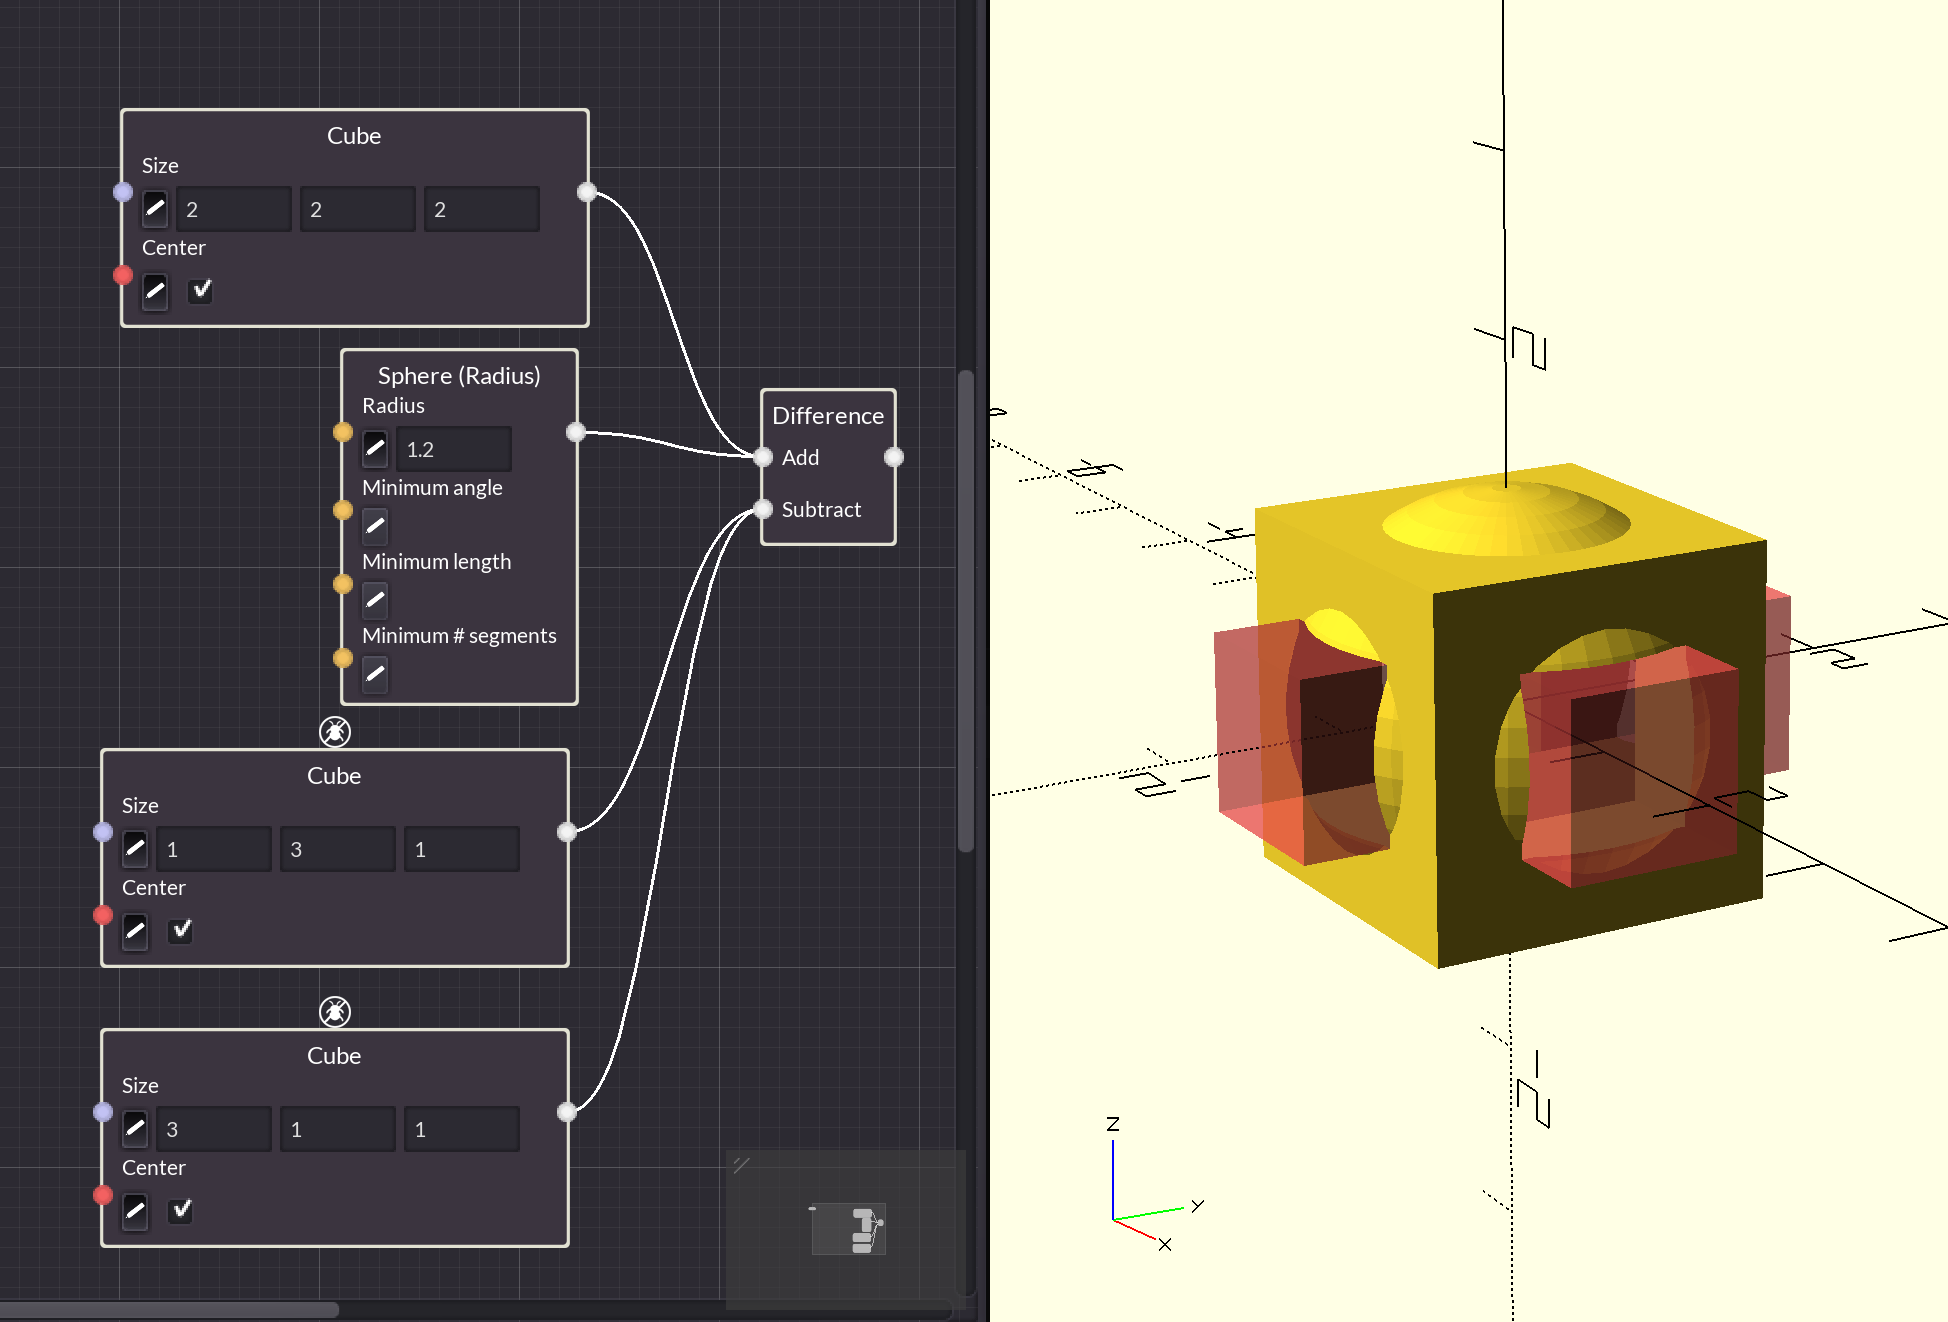 Cube
Size
2 2 2
Center
Sphere (Radius)
Radius
1.2
Minimum angle
Minimum length
Minimum # segments
Difference
Add
Subtract
Cube
Size
1 3 1
Center
Cube
Size
3 1 1
Center
Z
Y
X